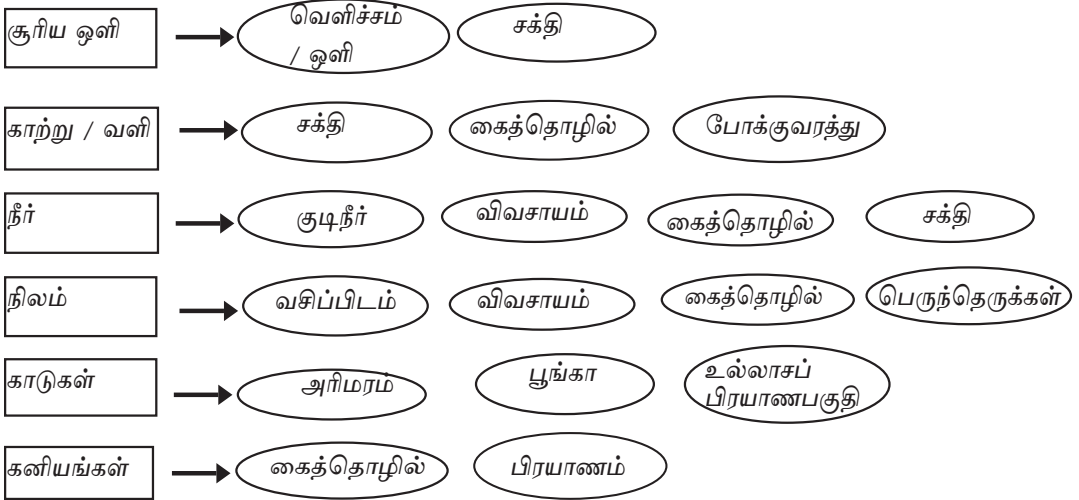 சூரிய ஒளி
வெளிச்சம்
/ ஒளி
சக்தி
காற்று / வளி
சக்தி
கைத்தொழில்
போக்குவரத்து
நீர்
குடிநீர்
விவசாயம்
கைத்தொழில்
சக்தி
நிலம்
வசிப்பிடம்
விவசாயம்
கைத்தொழில்
பெருந்தெருக்கள்
காடுகள்
அரிமரம்
பூங்கா
உல்லாசப்
பிரயாணபகுதி
கனியங்கள்
கைத்தொழில்
பிரயாணம்